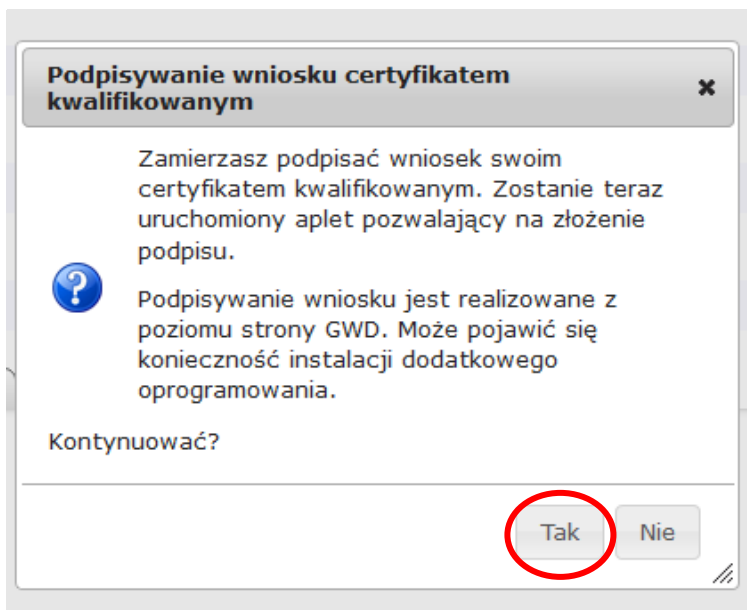 Podpisywanie wniosku certyfikatem
kwalifikowanym
Zamierzasz podpisać wniosek swoim
certyfikatem kwalifikowanym. Zostanie teraz
uruchomiony aplet pozwalający na złożenie
podpisu.
Podpisywanie wniosku jest realizowane z
poziomu strony GWD. Może pojawić się
konieczność instalacji dodatkowego
oprogramowania.
Kontynuować?
Tak Nie